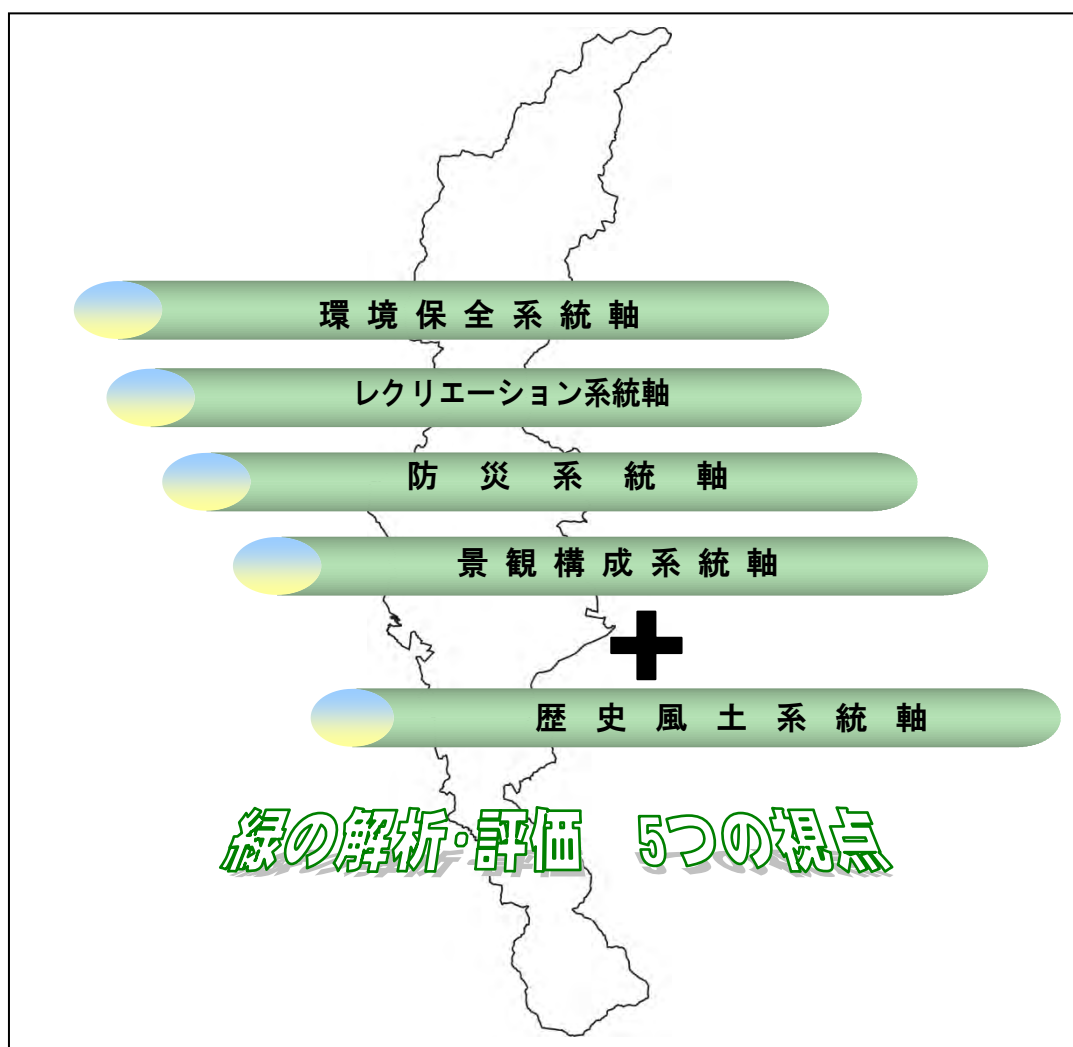 環境保全系統軸
レクリエーション系統軸
防災系統軸
景観構成系統軸
歴史風土系統軸
緑の解析・評価　5つの視点